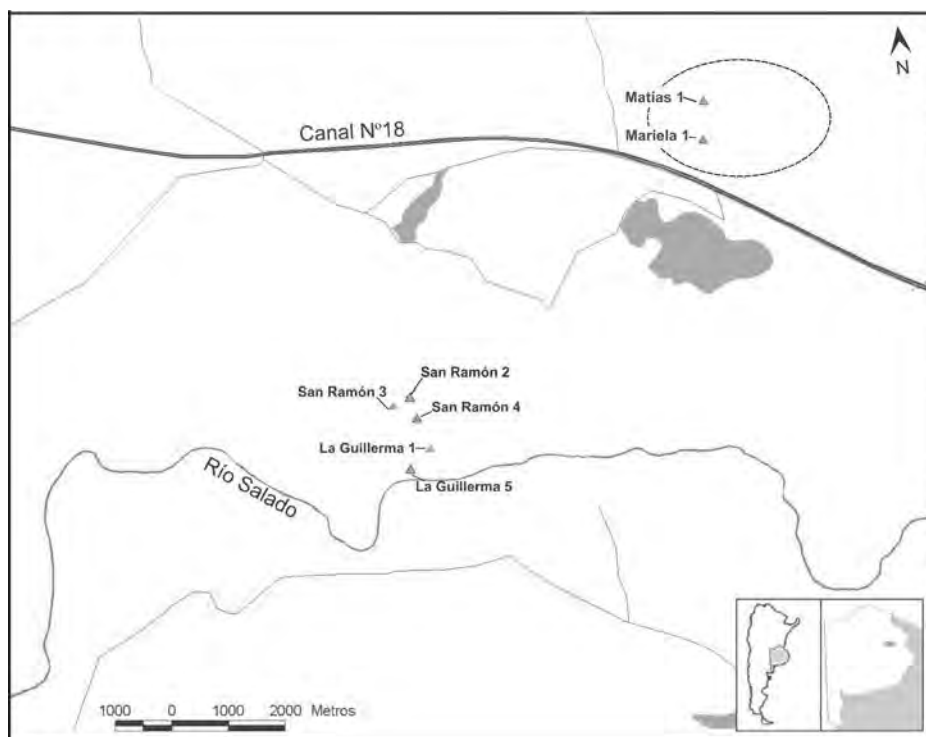 N
Matías 1
Mariela 1
Canal Nº18
San Ramón 2
San Ramón 3
San Ramón 4
La Guillerma 1
La Guillerma 5
Río Salado
1000 0 1000 2000 Metros